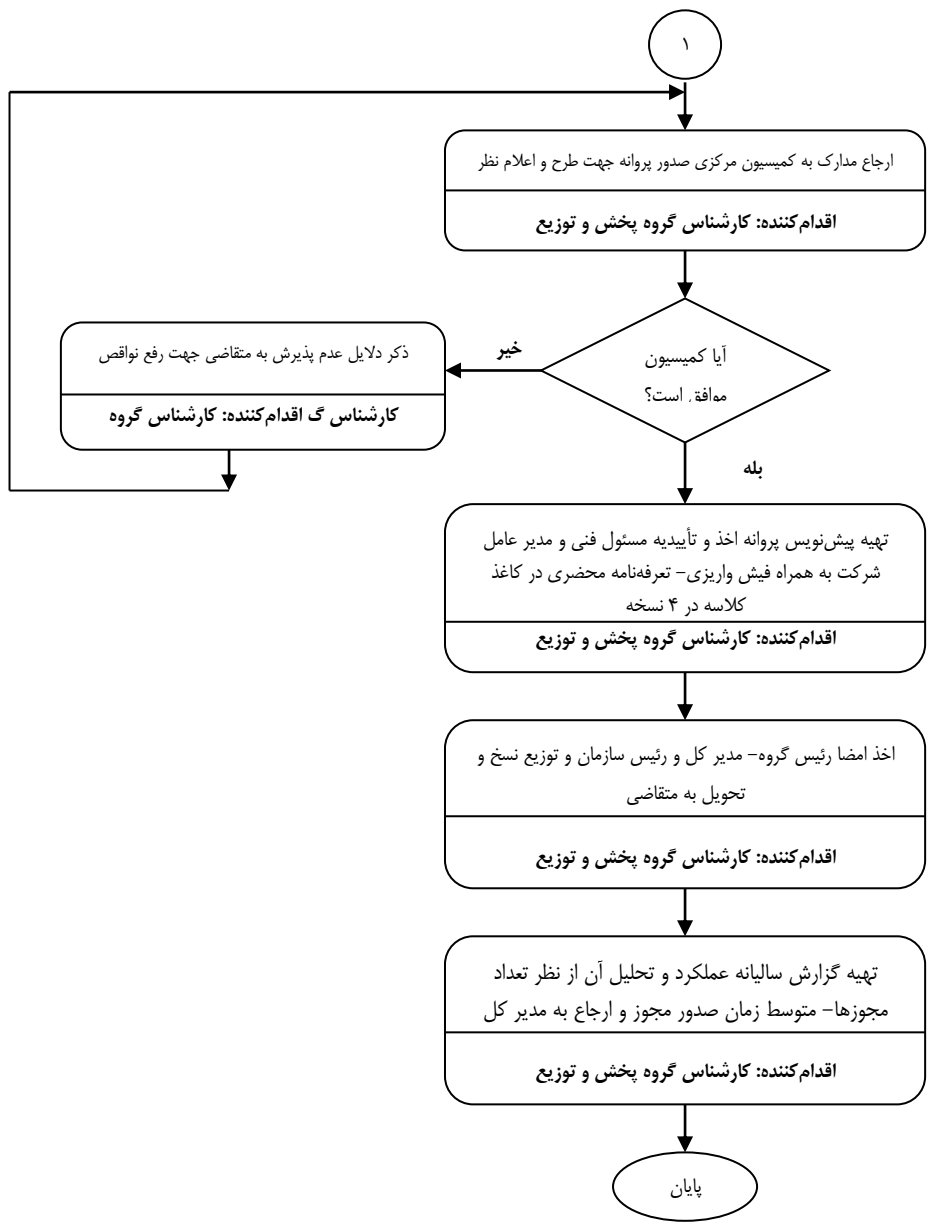 ۱
ارجاع مدارک به کمیسیون مرکزی صدور پروانه جهت طرح و اعلام نظر
اقدام‌کننده: کارشناس گروه پخش و توزیع
آیا کمیسیون
موافق است؟
خیر
ذکر دلایل عدم پذیرش به متقاضی جهت رفع نواقص
کارشناس گ اقدام‌کننده: کارشناس گروه
بله
تهیه پیش‌نویس پروانه اخذ و تأییدیه مسئول فنی و مدیر عامل
شرکت به همراه فیش واریزی– تعرفه‌نامه محضری در کاغذ
کلاسه در ۴ نسخه
اقدام‌کننده: کارشناس گروه پخش و توزیع
اخذ امضا رئیس گروه– مدیر کل و رئیس سازمان و توزیع نسخ و
تحویل به متقاضی
اقدام‌کننده: کارشناس گروه پخش و توزیع
تهیه گزارش سالیانه عملکرد و تحلیل آن از نظر تعداد
مجوزها– متوسط زمان صدور مجوز و ارجاع به مدیر کل
اقدام‌کننده: کارشناس گروه پخش و توزیع
پایان